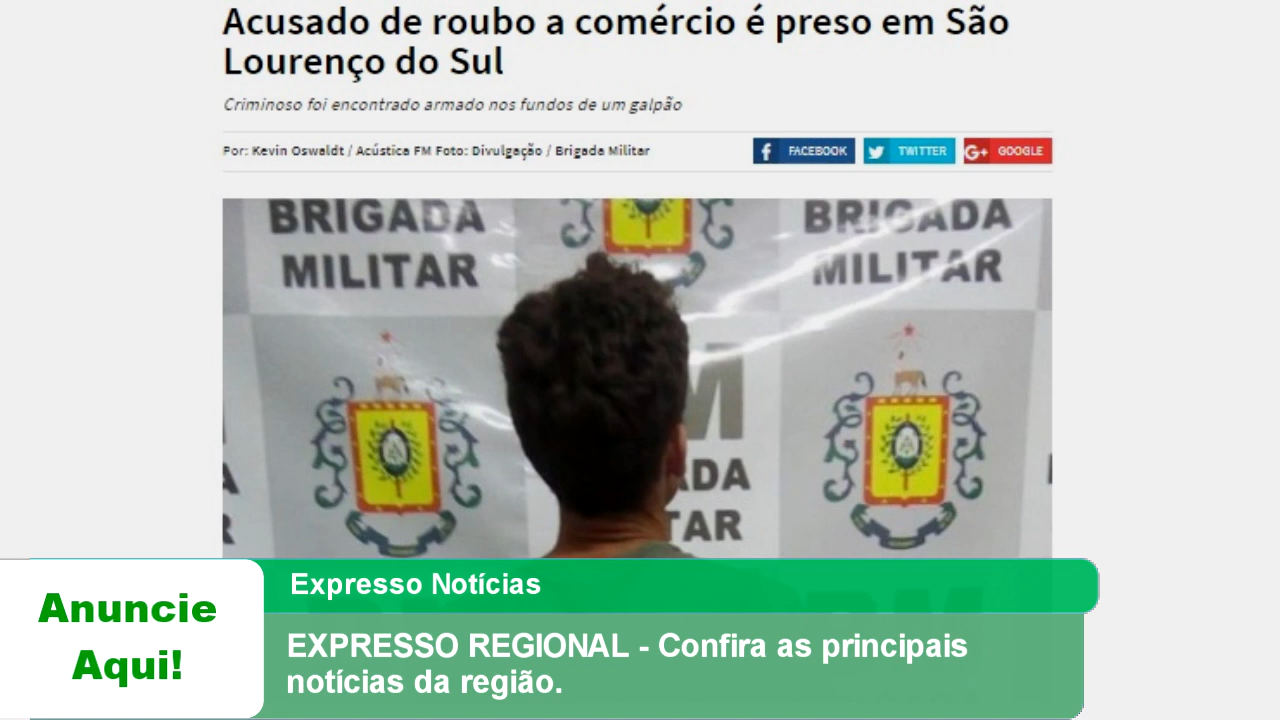 Acusado de roubo a comércio é preso em São
Lourenço do Sul
Criminoso foi encontrado armado nos fundos de um galpão
Por: Kevin Oswaldt / Acústica FM Foto: Divulgação / Brigada Militar
FACEBOOK
TWITTER
G+ GOOGLE
BRIGADA
MILITAR
BRIGADA
MILITAR
Expresso Notícias
Anuncie
Aqui!
EXPRESSO REGIONAL - Confira as principais
notícias da região.